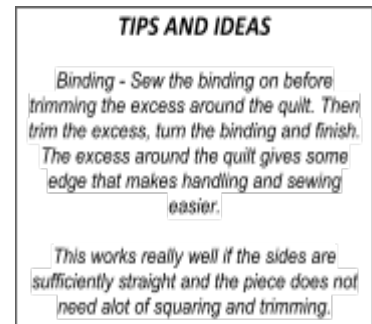 TIPS AND IDEAS
Binding - Sew the binding on before
trimming the excess around the quilt. Then
trim the excess, turn the binding and finish.
The excess around the quilt gives some
edge that makes handling and sewing
easier.
This works really well if the sides are
sufficiently straight and the piece does not
need alot of squaring and trimming.